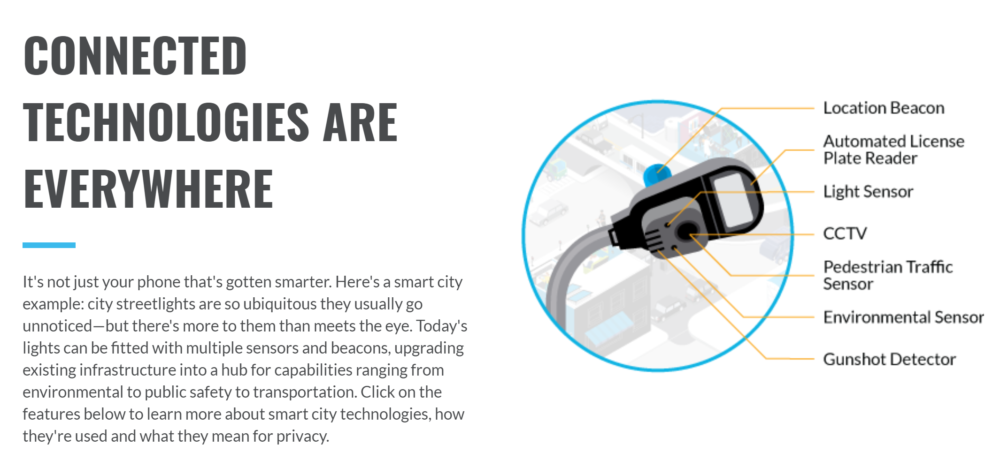 CONNECTED
TECHNOLOGIES ARE
EVERYWHERE
It's not just your phone that's gotten smarter. Here's a smart city
example: city streetlights are so ubiquitous they usually go
unnoticed—but there's more to them than meets the eye. Today's
lights can be fitted with multiple sensors and beacons, upgrading
existing infrastructure into a hub for capabilities ranging from
environmental to public safety to transportation. Click on the
features below to learn more about smart city technologies, how
they're used and what they mean for privacy.
Location Beacon
Automated License
Plate Reader
Light Sensor
CCTV
Pedestrian Traffic
Sensor
Environmental Sensor
Gunshot Detector